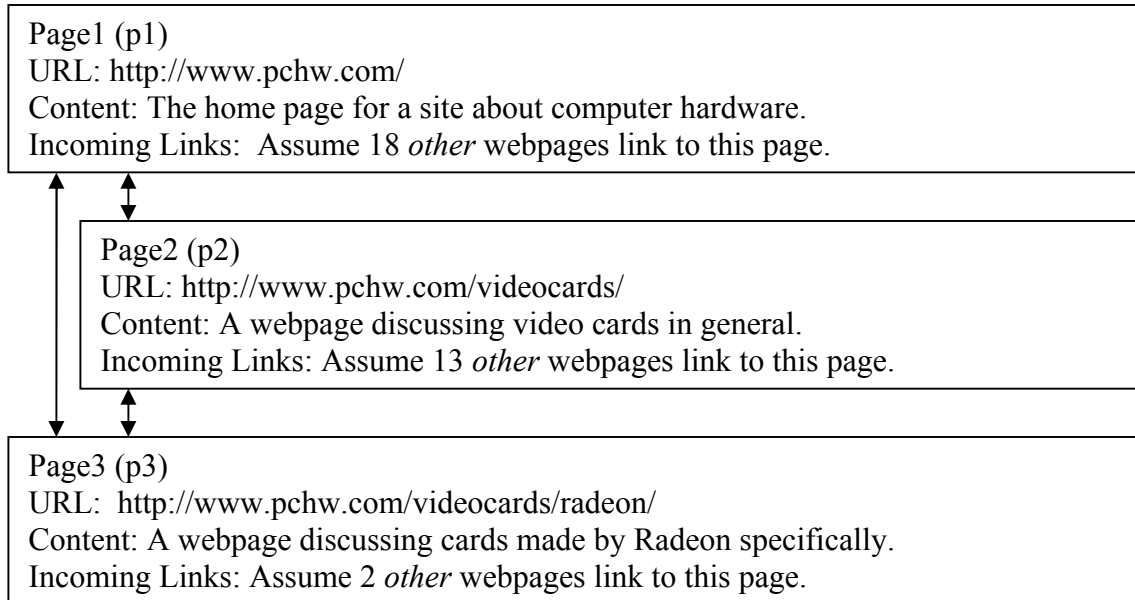 Page1 (p1)
URL: http://www.pchw.com/
Content: The home page for a site about computer hardware.
Incoming Links: Assume 18 other webpages link to this page.
Page2 (p2)
URL: http://www.pchw.com/videocards/
Content: A webpage discussing video cards in general.
Incoming Links: Assume 13 other webpages link to this page.
Page3 (p3)
URL: http://www.pchw.com/videocards/radeon/
Content: A webpage discussing cards made by Radeon specifically.
Incoming Links: Assume 2 other webpages link to this page.